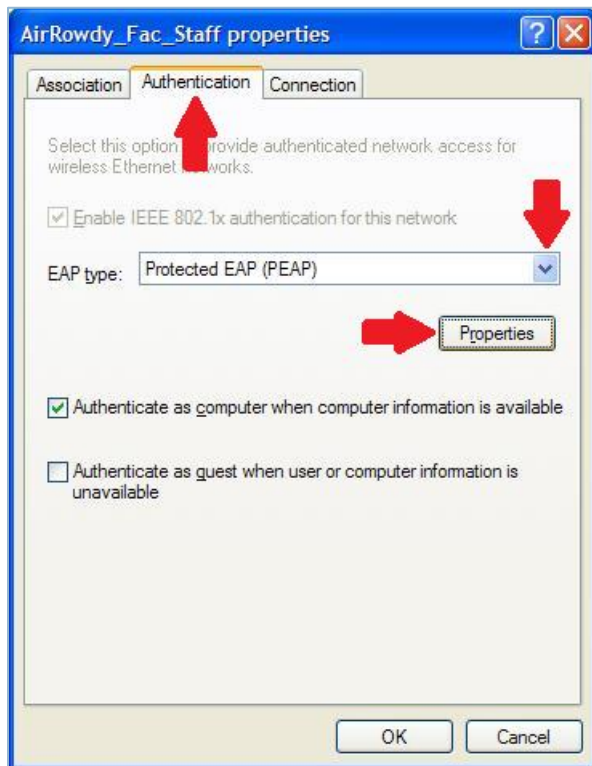 AirRowdy_Fac_Staff properties
Association Authentication Connection
Select this option provide authenticated network access for
wireless Ethernet
Enable IEEE 802.1x authentication for this network
EAP type: Protected EAP (PEAP)
Properties
Authenticate as computer when computer information is available
Authenticate as guest when user or computer information is
unavailable
OK Cancel